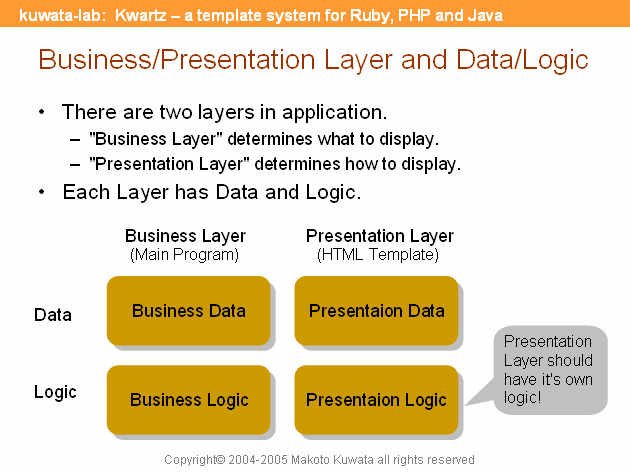 kuwata-lab: Kwartz – a template system for Ruby, PHP and Java
Business/Presentation Layer and Data/Logic
• There are two layers in application.
– "Business Layer" determines what to display.
– "Presentation Layer" determines how to display.
• Each Layer has Data and Logic.
Business Layer
(Main Program)
Presentation Layer
(HTML Template)
Data
Business Data
Presentaion Data
Logic
Business Logic
Presentaion Logic
Presentation
Layer should
have it's own
logic!
Copyright© 2004-2005 Makoto Kuwata all rights reserved